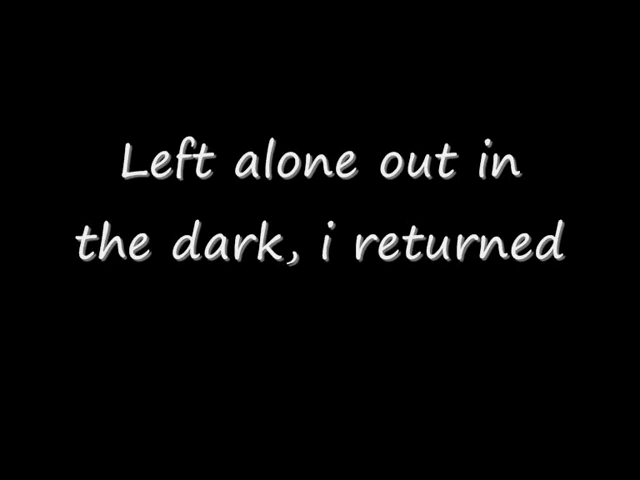 Left alone out in
the dark, i returned